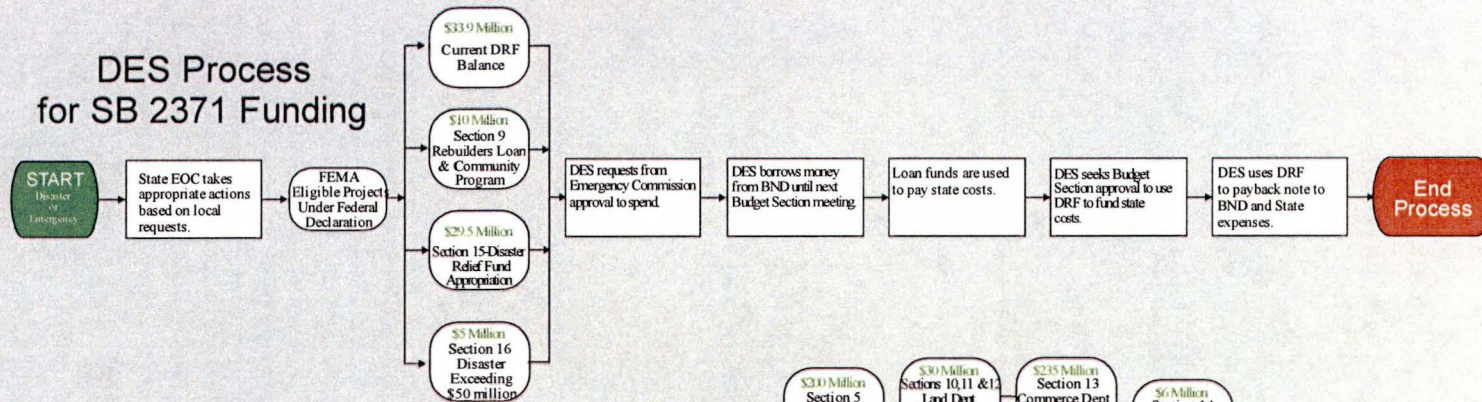 DES Process
for SB 2371 Funding
START
Disaster
or
Emergency
State EOC takes
appropriate actions
based on local
requests.
FEMA
Eligible Projects
Under Federal
Declaration
$33.9 Million
Current DRF
Balance
$10 Million
Section 9
Rebuilders Loan
& Community
Program
$29.5 Million
Section 15-Disaster
Relief Fund
Appropriation
$5 Million
Section 16
Disaster
Exceeding
$50 million
DES requests from
Emergency Commission
approval to spend.
DES borrows money
from BND until next
Budget Section meeting.
Loan funds are used
to pay state costs.
DES seeks Budget
Section approval to use
DRF to fund state
costs.
DES uses DRF
to payback note to
BND and State
expenses.
End
Process
$200 Million
Section 5
$30 Million
Sections 10,11 &12
Land Dept
$235 Million
Section 13
Commerce Dept
$6 Million